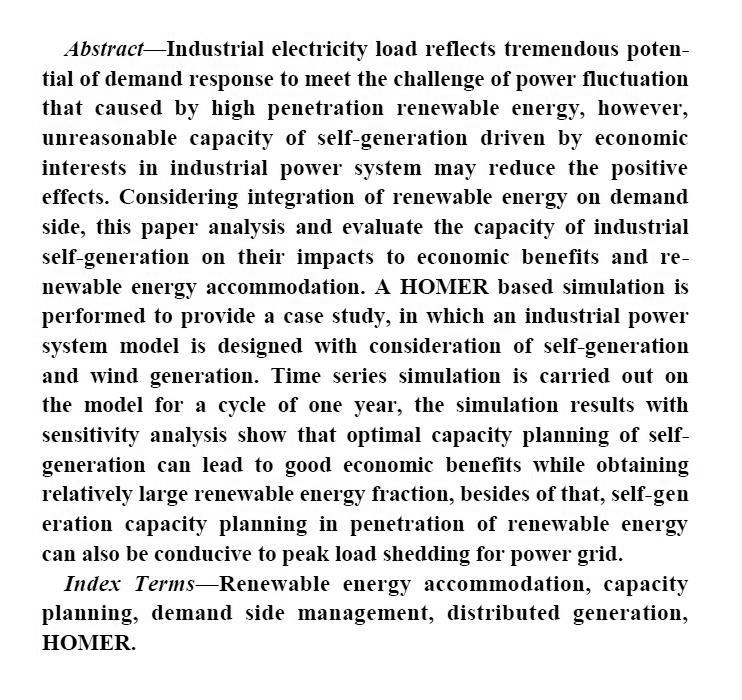 Abstract—Industrial electricity load reflects tremendous poten-
tial of demand response to meet the challenge of power fluctuation
that caused by high penetration renewable energy, however,
unreasonable capacity of self-generation driven by economic
interests in industrial power system may reduce the positive
effects. Considering integration of renewable energy on demand
side, this paper analysis and evaluate the capacity of industrial
self-generation on their impacts to economic benefits and re-
newable energy accommodation. A HOMER based simulation is
performed to provide a case study, in which an industrial power
system model is designed with consideration of self-generation
and wind generation. Time series simulation is carried out on
the model for a cycle of one year, the simulation results with
sensitivity analysis show that optimal capacity planning of self-
generation can lead to good economic benefits while obtaining
relatively large renewable energy fraction, besides of that, self-gen
eration capacity planning in penetration of renewable energy
can also be conducive to peak load shedding for power grid.
Index Terms—Renewable energy accommodation, capacity
planning, demand side management, distributed generation,
HOMER.